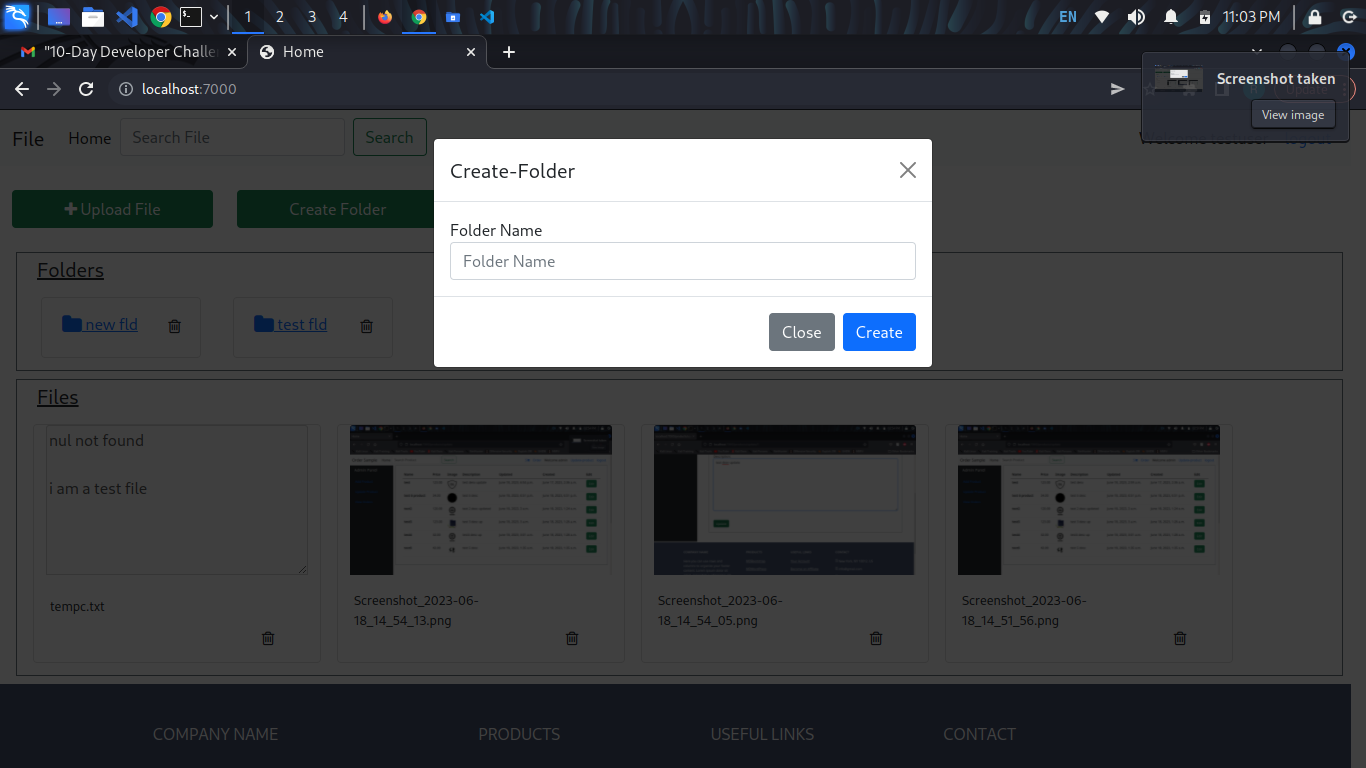 1 2 3 4 EN 11:03 PM
"10-Day Developer Challe Home
localhost:7000
Screenshot taken
View image
File Home Search File Search
Create-Folder
Upload File Create Folder
Folder Name
Folder Name
Close Create
Folders
new fld test fld
Files
nul not found
i am a test file
tempc.txt
Screenshot_2023-06-
18_14_54_13.png
Screenshot_2023-06-
18_14_54_05.png
Screenshot_2023-06-
18_14_51_56.png
COMPANY NAME PRODUCTS USEFUL LINKS CONTACT